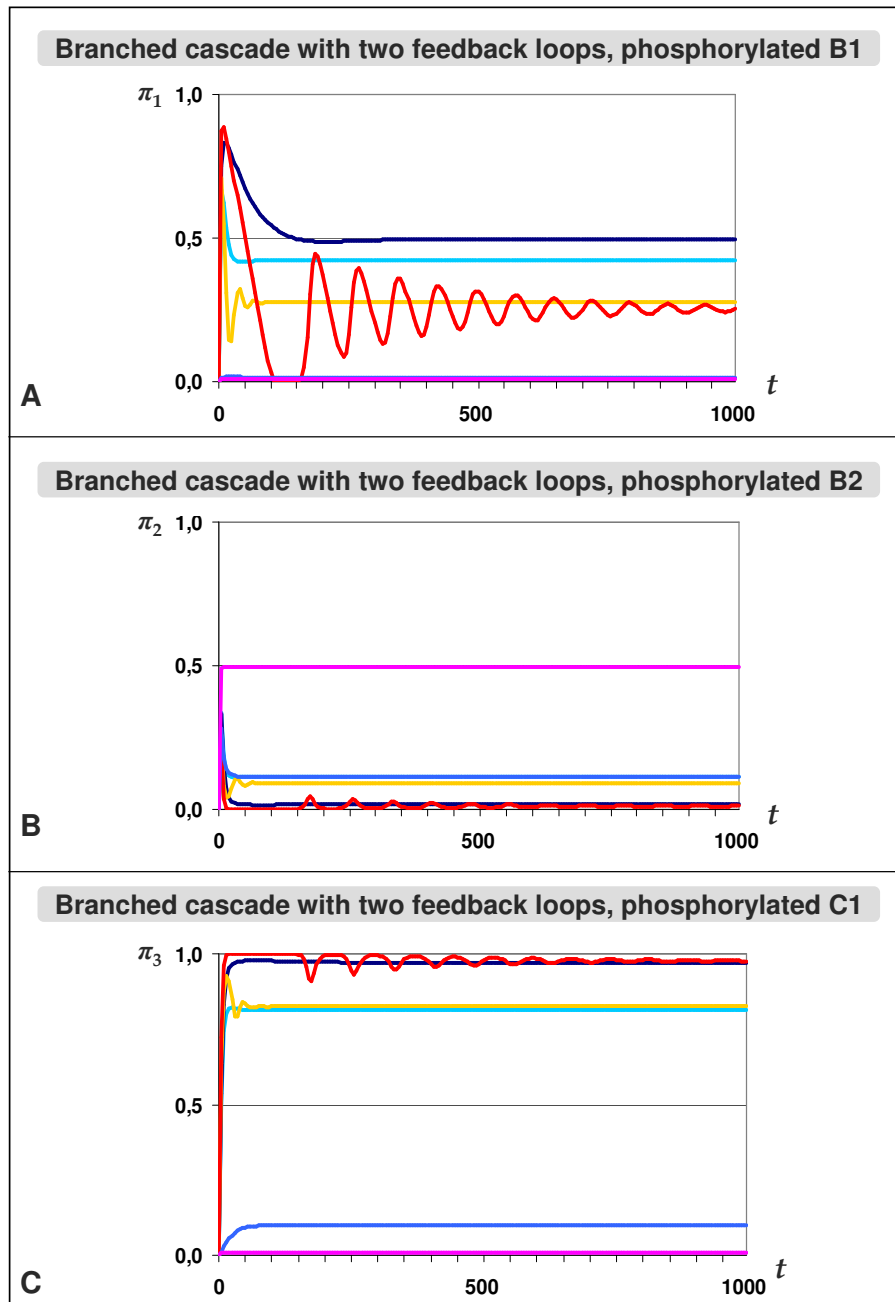 Branched cascade with two feedback loops, phosphorylated B1
π₁ 1,0
0,5
0,0
0 500 1000 t
A
Branched cascade with two feedback loops, phosphorylated B2
π₂ 1,0
0,5
0,0
0 500 1000 t
B
Branched cascade with two feedback loops, phosphorylated C1
π₃ 1,0
0,5
0,0
0 500 1000 t
C